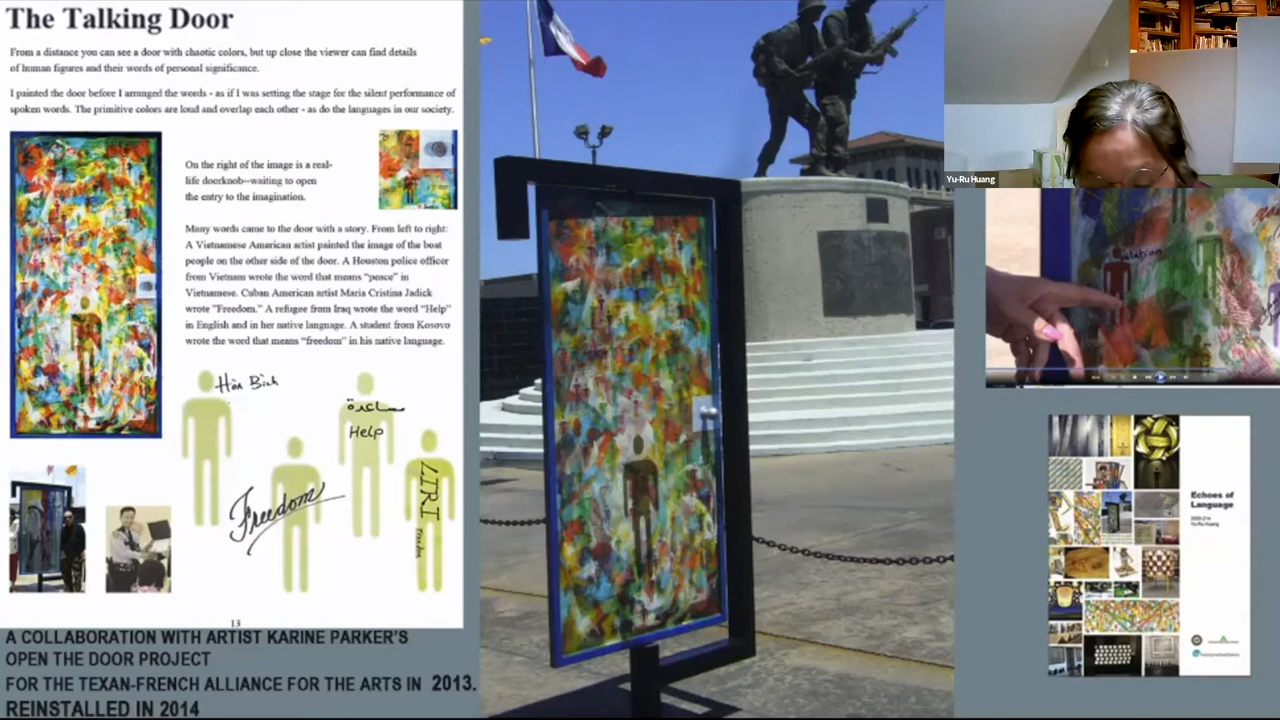 The Talking Door
From a distance you can see a door with chaotic colors, but up close the viewer can find details
of human figures and their words of personal significance.
I painted the door before I arranged the words - as if I was setting the stage for the silent performance of
spoken words. The primitive colors are loud and overlap each other - as do the languages in our society.
On the right of the image is a real-
life doorknob--waiting to open
the entry to the imagination.
Many words came to the door with a story. From left to right:
A Vietnamese American artist painted the image of the boat
people on the other side of the door. A Houston police officer
from Vietnam wrote the word that means "peace" in
Vietnamese. Cuban American artist Maria Cristina Jadick
wrote "Freedom." A refugee from Iraq wrote the word "Help"
in English and in her native language. A student from Kosovo
wrote the word that means "freedom" in his native language.
Hòa Bình
مساعدة
Help
Freedom
LIRI
Freedom
13
A COLLABORATION WITH ARTIST KARINE PARKER'S
OPEN THE DOOR PROJECT
FOR THE TEXAN-FRENCH ALLIANCE FOR THE ARTS IN 2013.
REINSTALLED IN 2014
Yu-Ru Huang
Echoes of
Language
Yu-Ru Huang